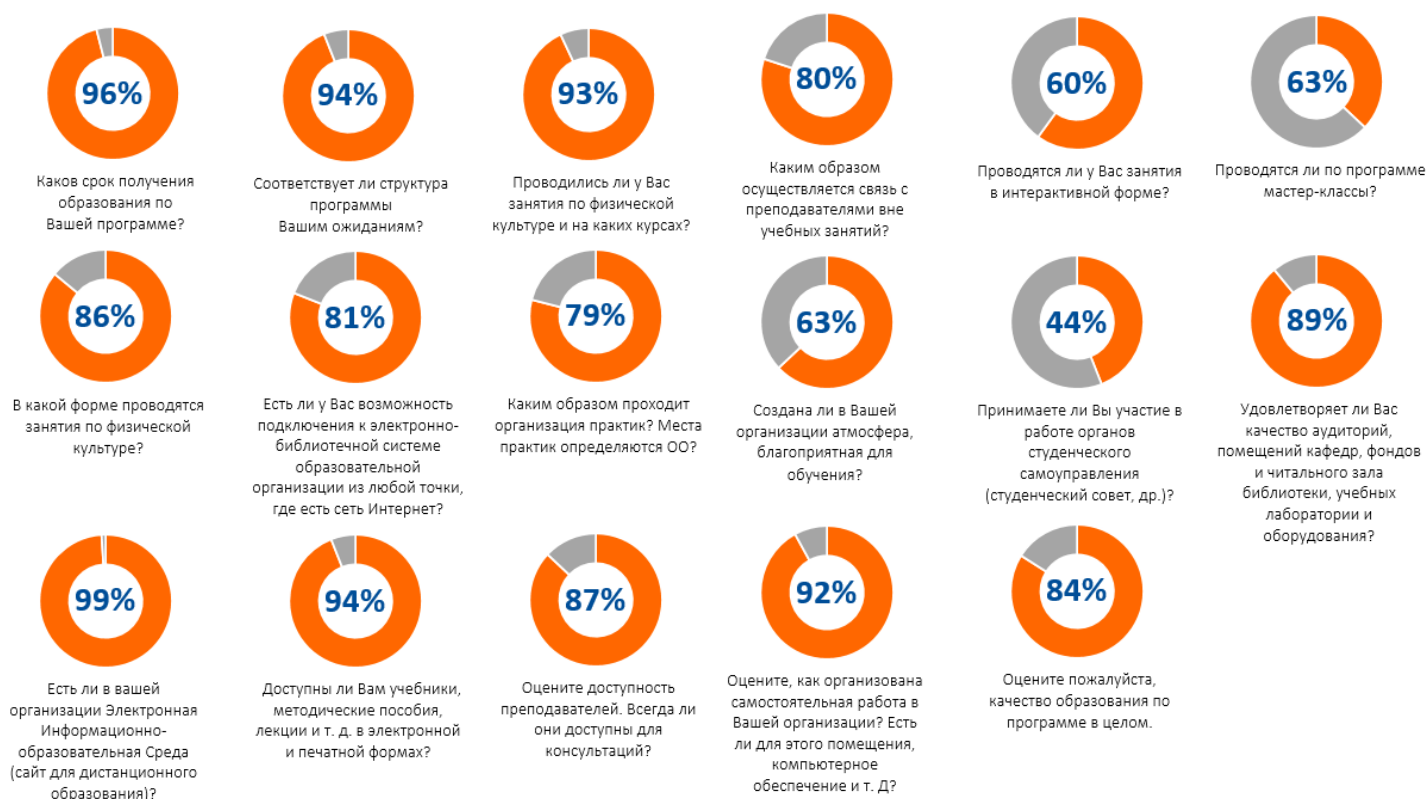 96%
Каков срок получения
образования по
Вашей программе?
94%
Соответствует ли структура
программы
Вашим ожиданиям?
93%
Проводились ли у Вас
занятия по физической
культуре и на каких курсах?
80%
Каким образом
осуществляется связь с
преподавателями вне
учебных занятий?
60%
Проводятся ли у Вас занятия
в интерактивной форме?
63%
Проводятся ли по программе
мастер-классы?
86%
В какой форме проводятся
занятия по физической
культуре?
81%
Есть ли у Вас возможность
подключения к электронно-
библиотечной системе
образовательной
организации из любой точки,
где есть сеть Интернет?
79%
Каким образом проходит
организация практик? Места
практик определяются ОО?
63%
Создана ли в Вашей
организации атмосфера,
благоприятная для
обучения?
44%
Принимаете ли Вы участие в
работе органов
студенческого
самоуправления
(студенческий совет, др.)?
89%
Удовлетворяет ли Вас
качество аудиторий,
помещений кафедр, фондов
и читального зала
библиотеки, учебных
лаборатории и
оборудования?
99%
Есть ли в вашей
организации Электронная
Информационно-
образовательная Среда
(сайт для дистанционного
образования)?
94%
Доступны ли Вам учебники,
методические пособия,
лекции и т. д. в электронной
и печатной формах?
87%
Оцените доступность
преподавателей. Всегда ли
они доступны для
консультаций?
92%
Оцените, как организована
самостоятельная работа в
Вашей организации? Есть
ли для этого помещения,
компьютерное
обеспечение и т. Д?
84%
Оцените пожалуйста,
качество образования по
программе в целом.